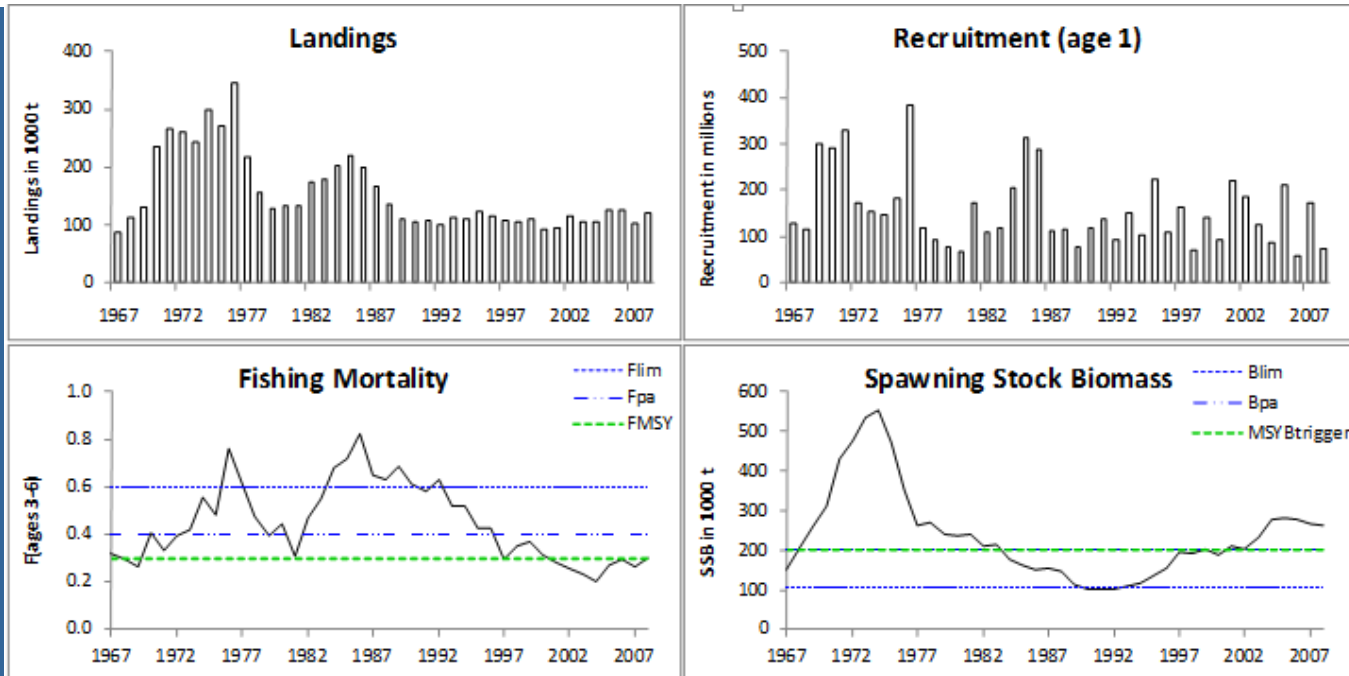 Landings
Landings in 1000 t
400
300
200
100
0
1967 1972 1977 1982 1987 1992 1997 2002 2007
Recruitment (age 1)
Recruitment in millions
500
400
300
200
100
0
1967 1972 1977 1982 1987 1992 1997 2002 2007
Fishing Mortality
Flim
Fpa
FMSY
F(ages 3-6)
1.0
0.8
0.6
0.4
0.2
0.0
1967 1972 1977 1982 1987 1992 1997 2002 2007
Spawning Stock Biomass
Blim
Bpa
MSYBtrigger
SSB in 1000 t
600
500
400
300
200
100
0
1967 1972 1977 1982 1987 1992 1997 2002 2007